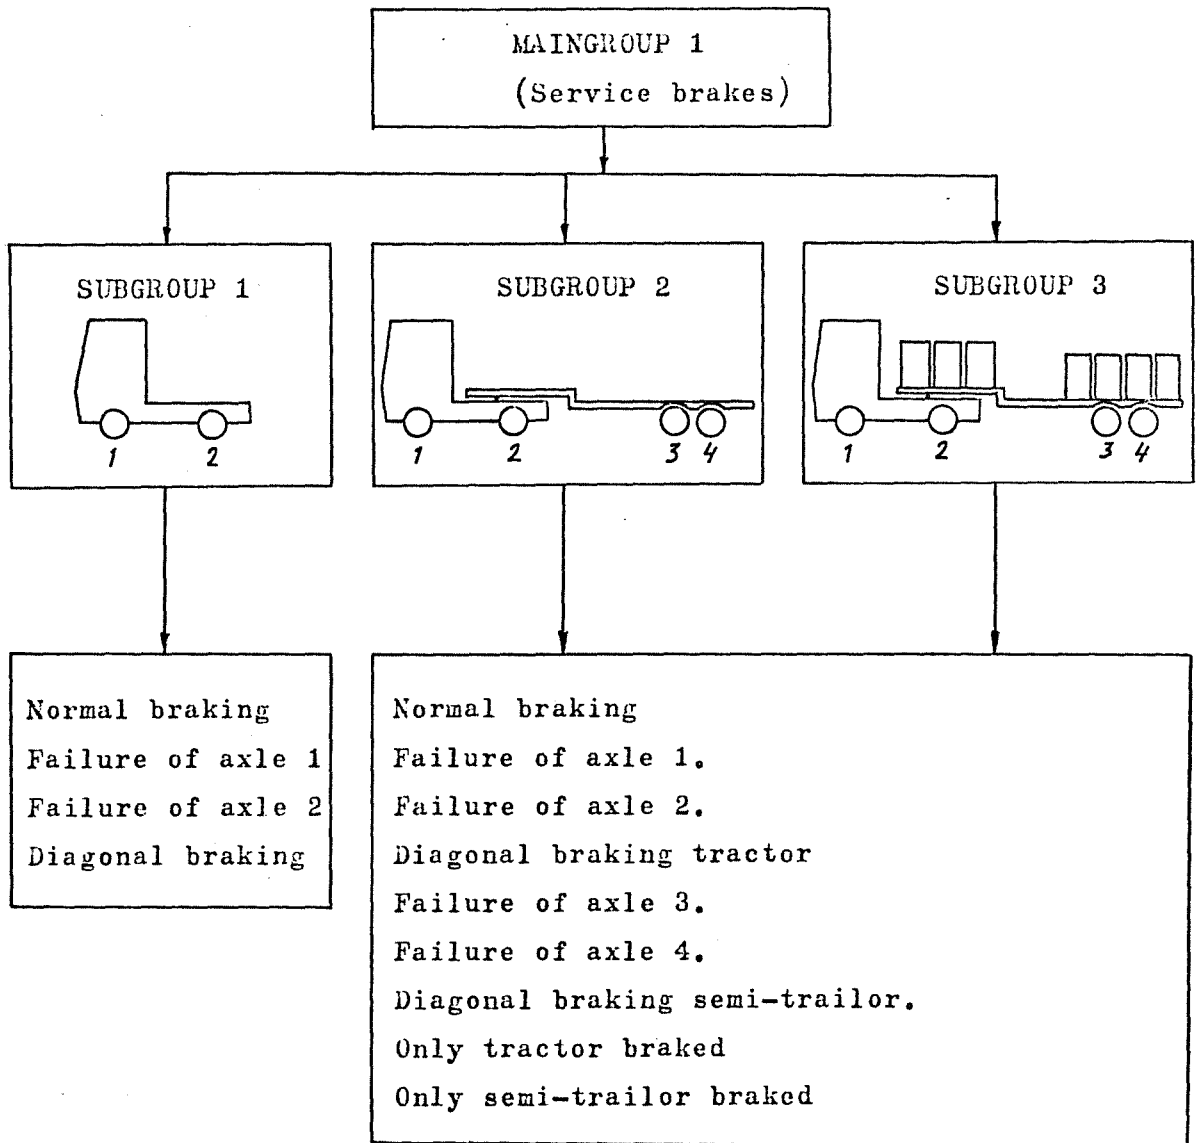 MAINGROUP 1
(Service brakes)
SUBGROUP 1
1 2
SUBGROUP 2
1 2 3 4
SUBGROUP 3
1 2 3 4
Normal braking
Failure of axle 1
Failure of axle 2
Diagonal braking
Normal braking
Failure of axle 1.
Failure of axle 2.
Diagonal braking tractor
Failure of axle 3.
Failure of axle 4.
Diagonal braking semi-trailor.
Only tractor braked
Only semi-trailor braked